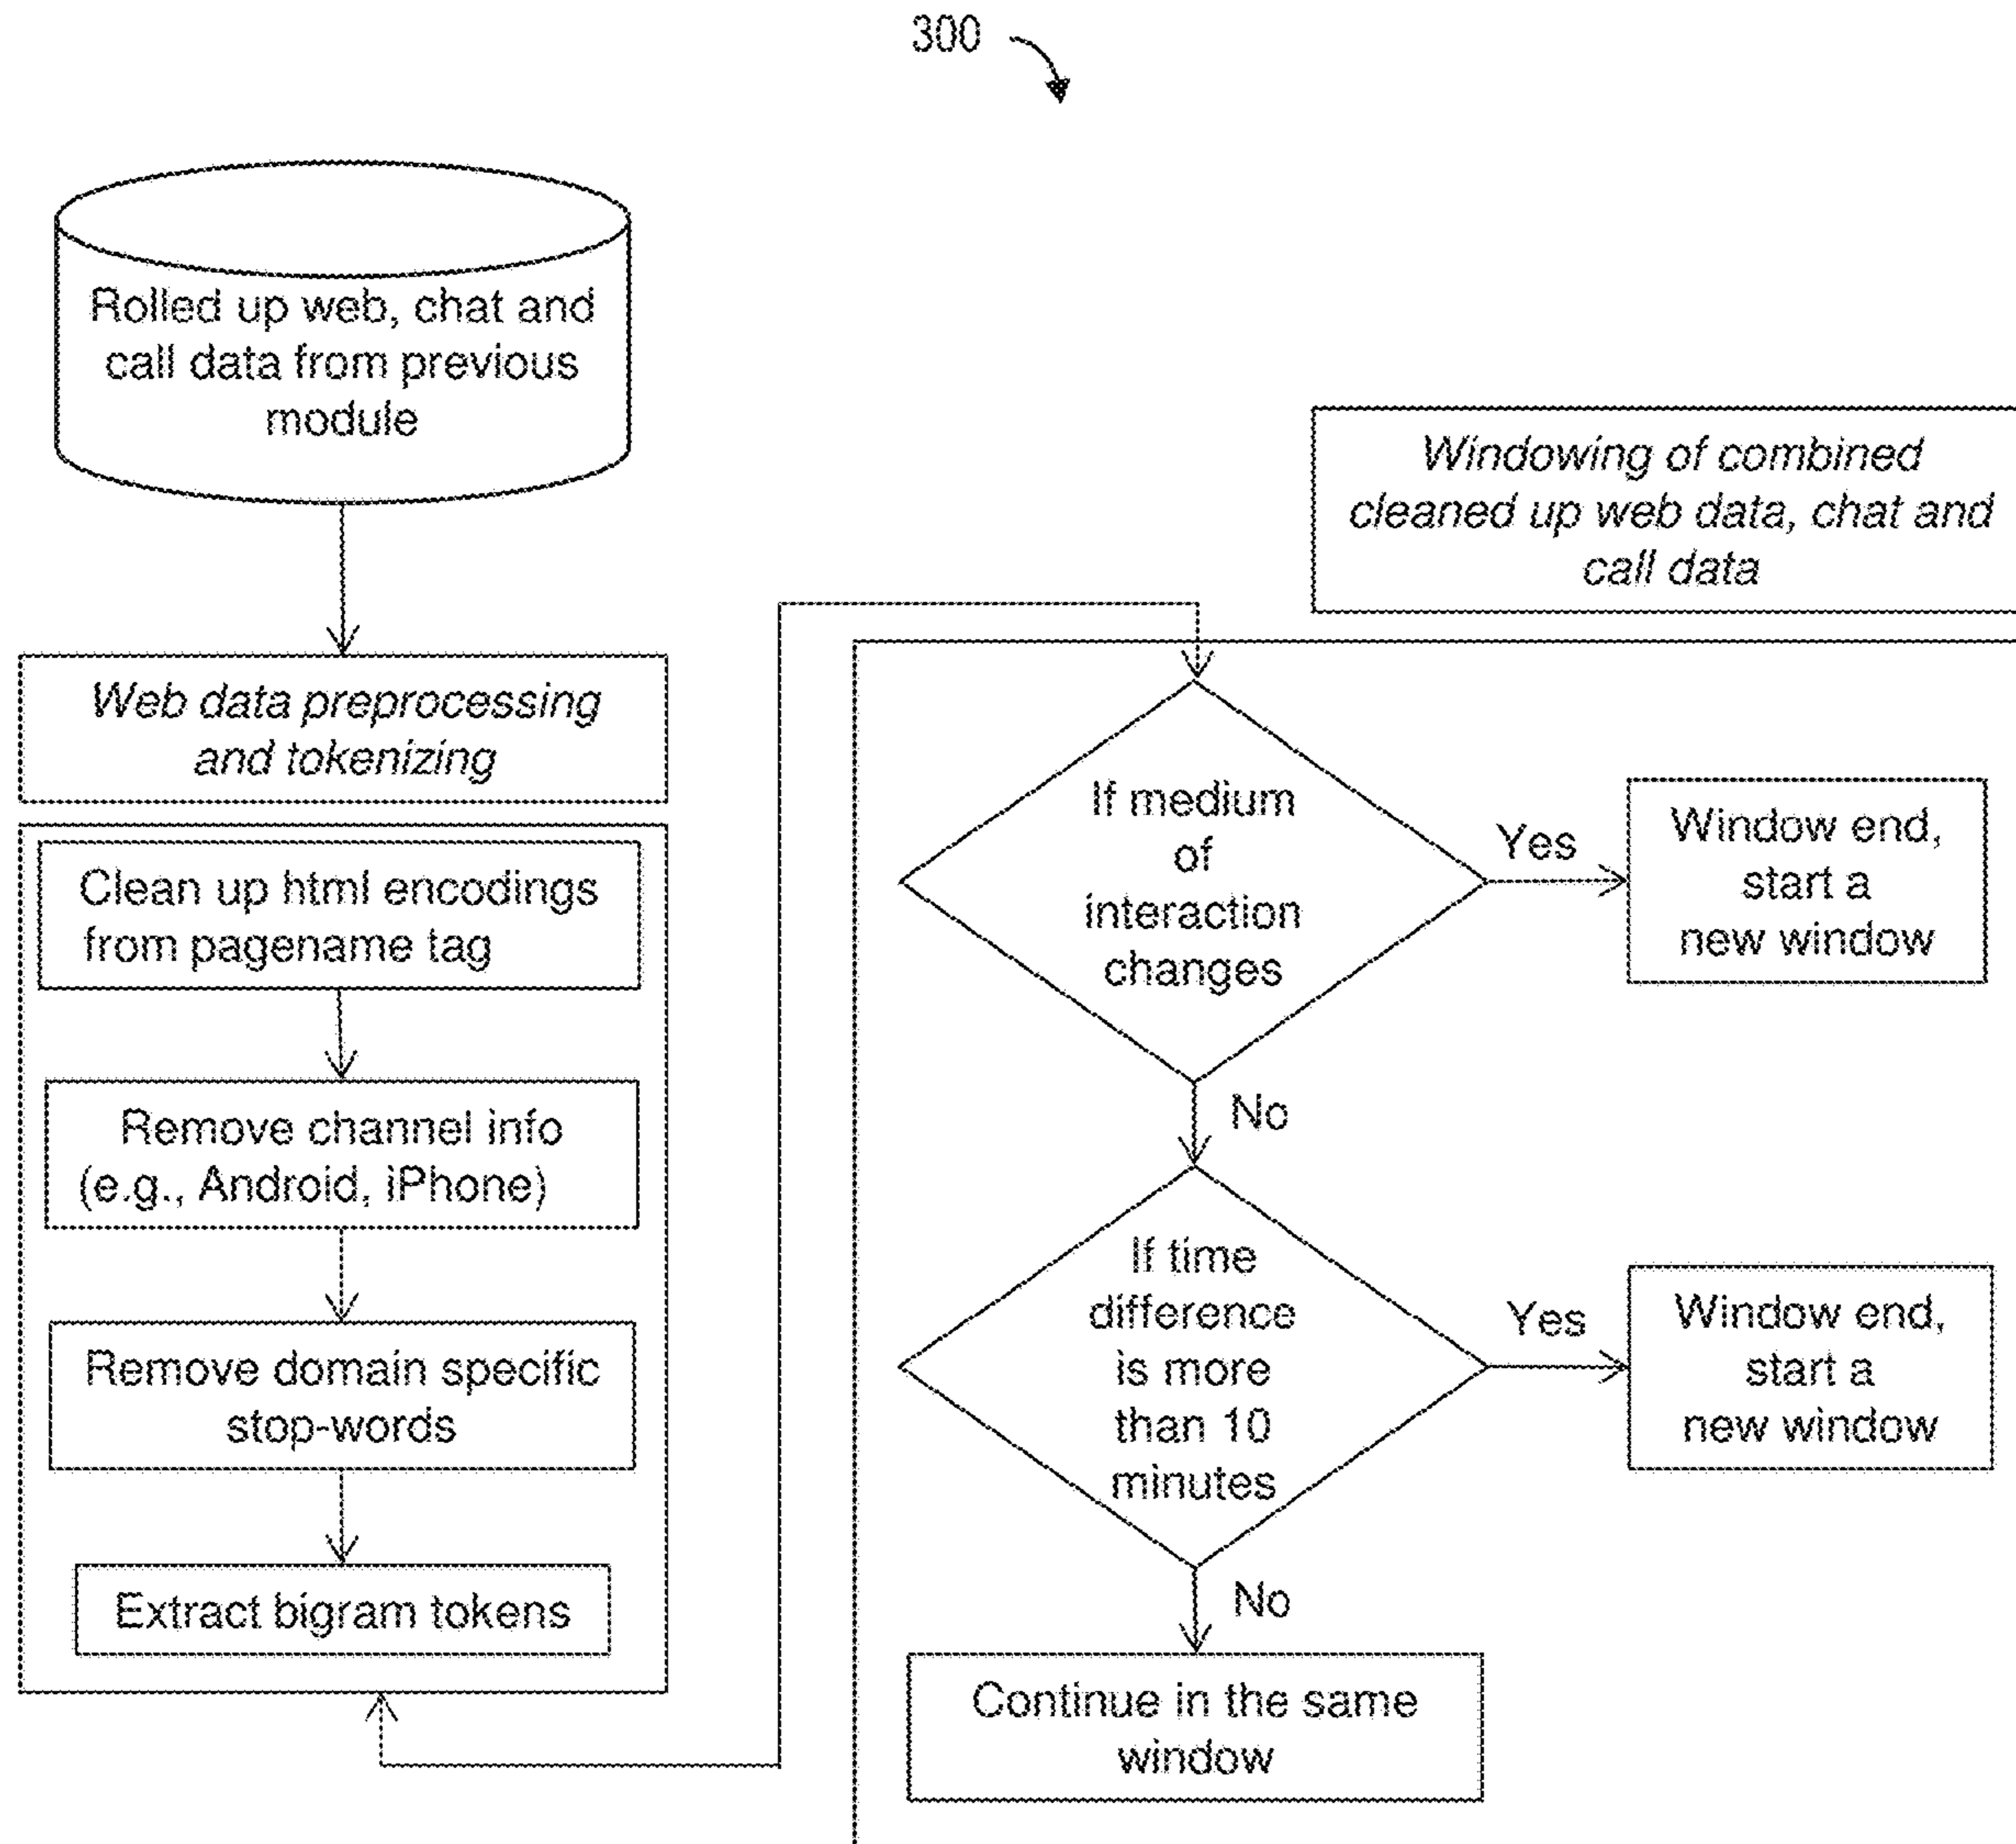 300
Rolled up web, chat and
call data from previous
module
Web data preprocessing
and tokenizing
Clean up html encodings
from pagename tag
Remove channel info
(e.g., Android, iPhone)
Remove domain specific
stop-words
Extract bigram tokens
Windowing of combined
cleaned up web data, chat and
call data
If medium
of
interaction
changes
Yes
Window end,
start a
new window
No
If time
difference
is more
than 10
minutes
Yes
Window end,
start a
new window
No
Continue in the same
window